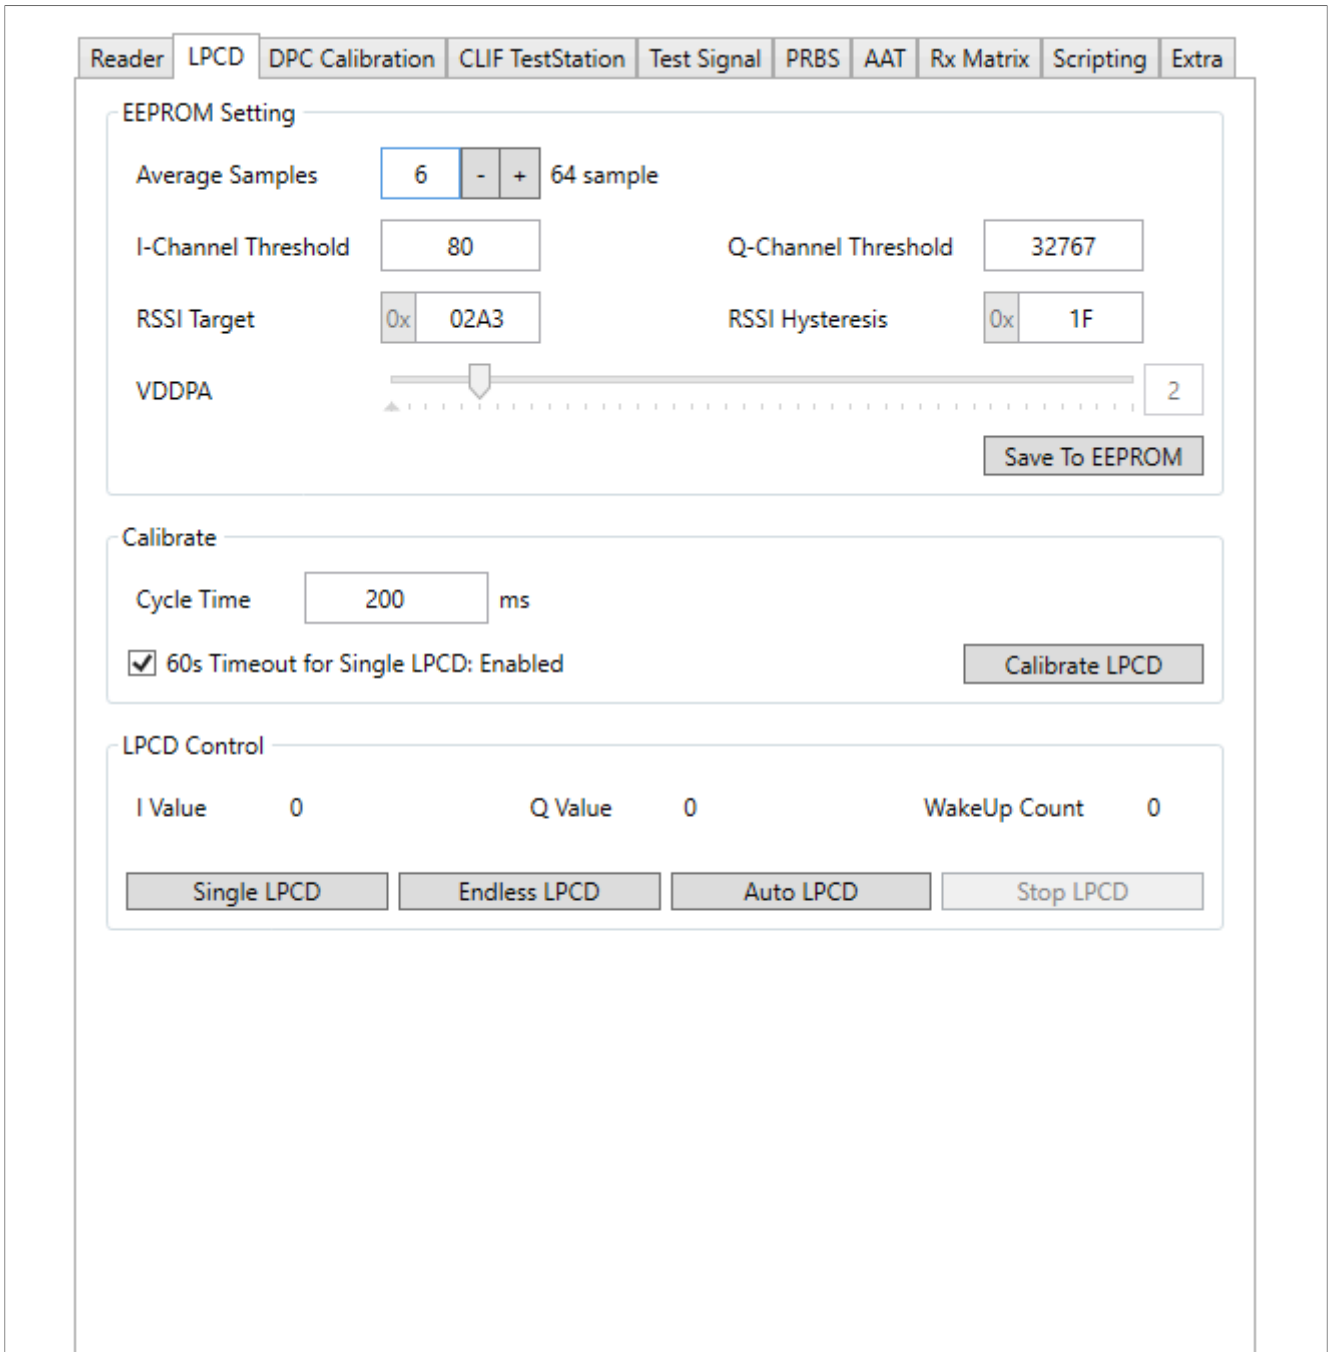 Reader LPCD DPC Calibration CLIF TestStation Test Signal PRBS AAT Rx Matrix Scripting Extra
EEPROM Setting
Average Samples 6 - + 64 sample
I-Channel Threshold 80 Q-Channel Threshold 32767
RSSI Target 0x 02A3 RSSI Hysteresis 0x 1F
VDDPA 2
Save To EEPROM
Calibrate
Cycle Time 200 ms
60s Timeout for Single LPCD: Enabled Calibrate LPCD
LPCD Control
I Value 0 Q Value 0 WakeUp Count 0
Single LPCD Endless LPCD Auto LPCD Stop LPCD